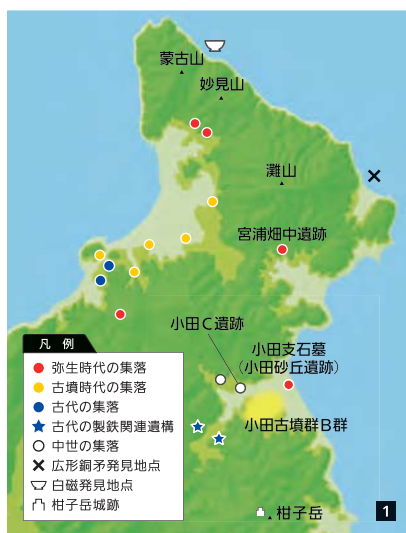 蒙古山
妙見山
灘山
宮浦畑中遺跡
小田C遺跡
小田支石墓
(小田砂丘遺跡)
小田古墳群B群
柑子岳
凡 例
弥生時代の集落
古墳時代の集落
古代の集落
古代の製鉄関連遺構
中世の集落
広形銅矛発見地点
白磁発見地点
柑子岳城跡
1